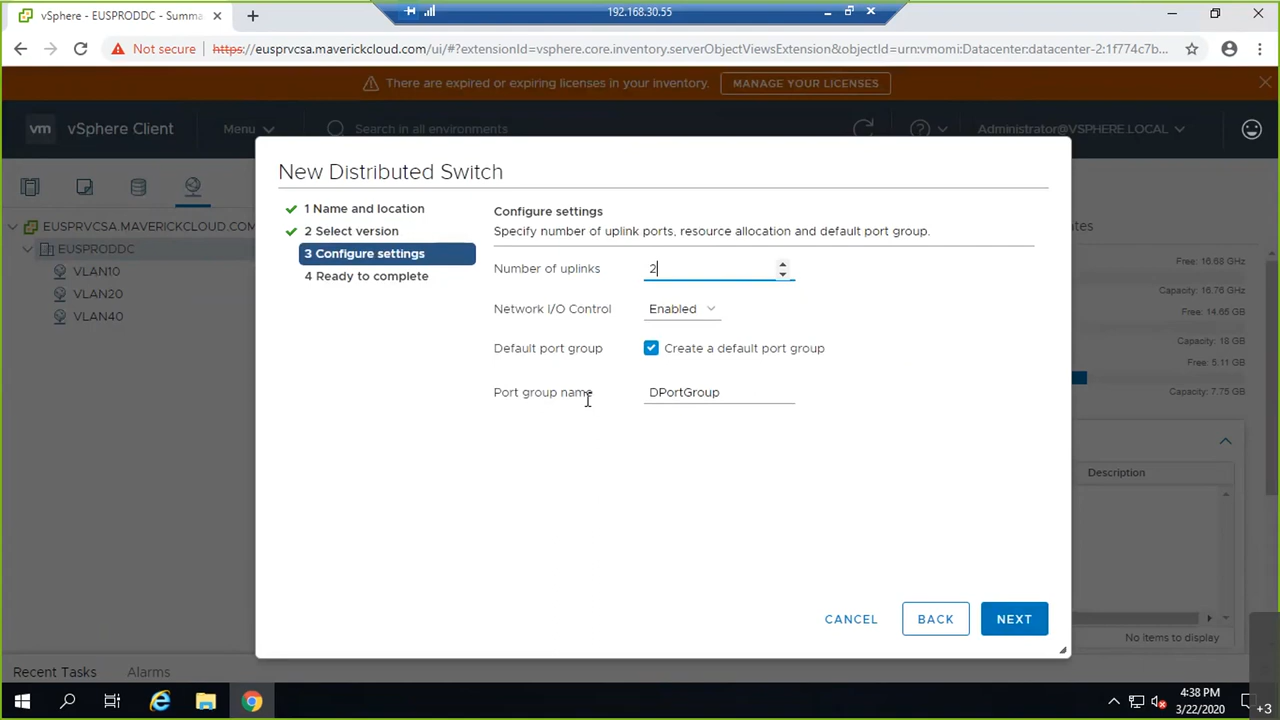 vSphere - EUSPRODDC - Summa
192.168.30.55
Not secure
https://eusprvcsa.maverickcloud.com/ui/#?extensionId=vsphere.core.inventory.serverObjectViewsExtension&objectId=urn:vmomi:Datacenter:datacenter-2:1f774c7b...
There are expired or expiring licenses in your inventory.
MANAGE YOUR LICENSES
vm vSphere Client
Menu
Search in all environments
Administrator@VSPHERE.LOCAL
New Distributed Switch
1 Name and location
2 Select version
3 Configure settings
4 Ready to complete
Configure settings
Specify number of uplink ports, resource allocation and default port group.
Number of uplinks
2
Network I/O Control
Enabled
Default port group
Create a default port group
Port group name
DPortGroup
CANCEL
BACK
NEXT
EUSPRVCSA.MAVERICKCLOUD.COM
EUSPRODDC
VLAN10
VLAN20
VLAN40
Free: 16.68 GHz
Capacity: 16.76 GHz
Free: 14.65 GB
Capacity: 18 GB
Free: 5.11 GB
Capacity: 7.75 GB
Description
No items to display
Recent Tasks
Alarms
4:38 PM
3/22/2020
+3